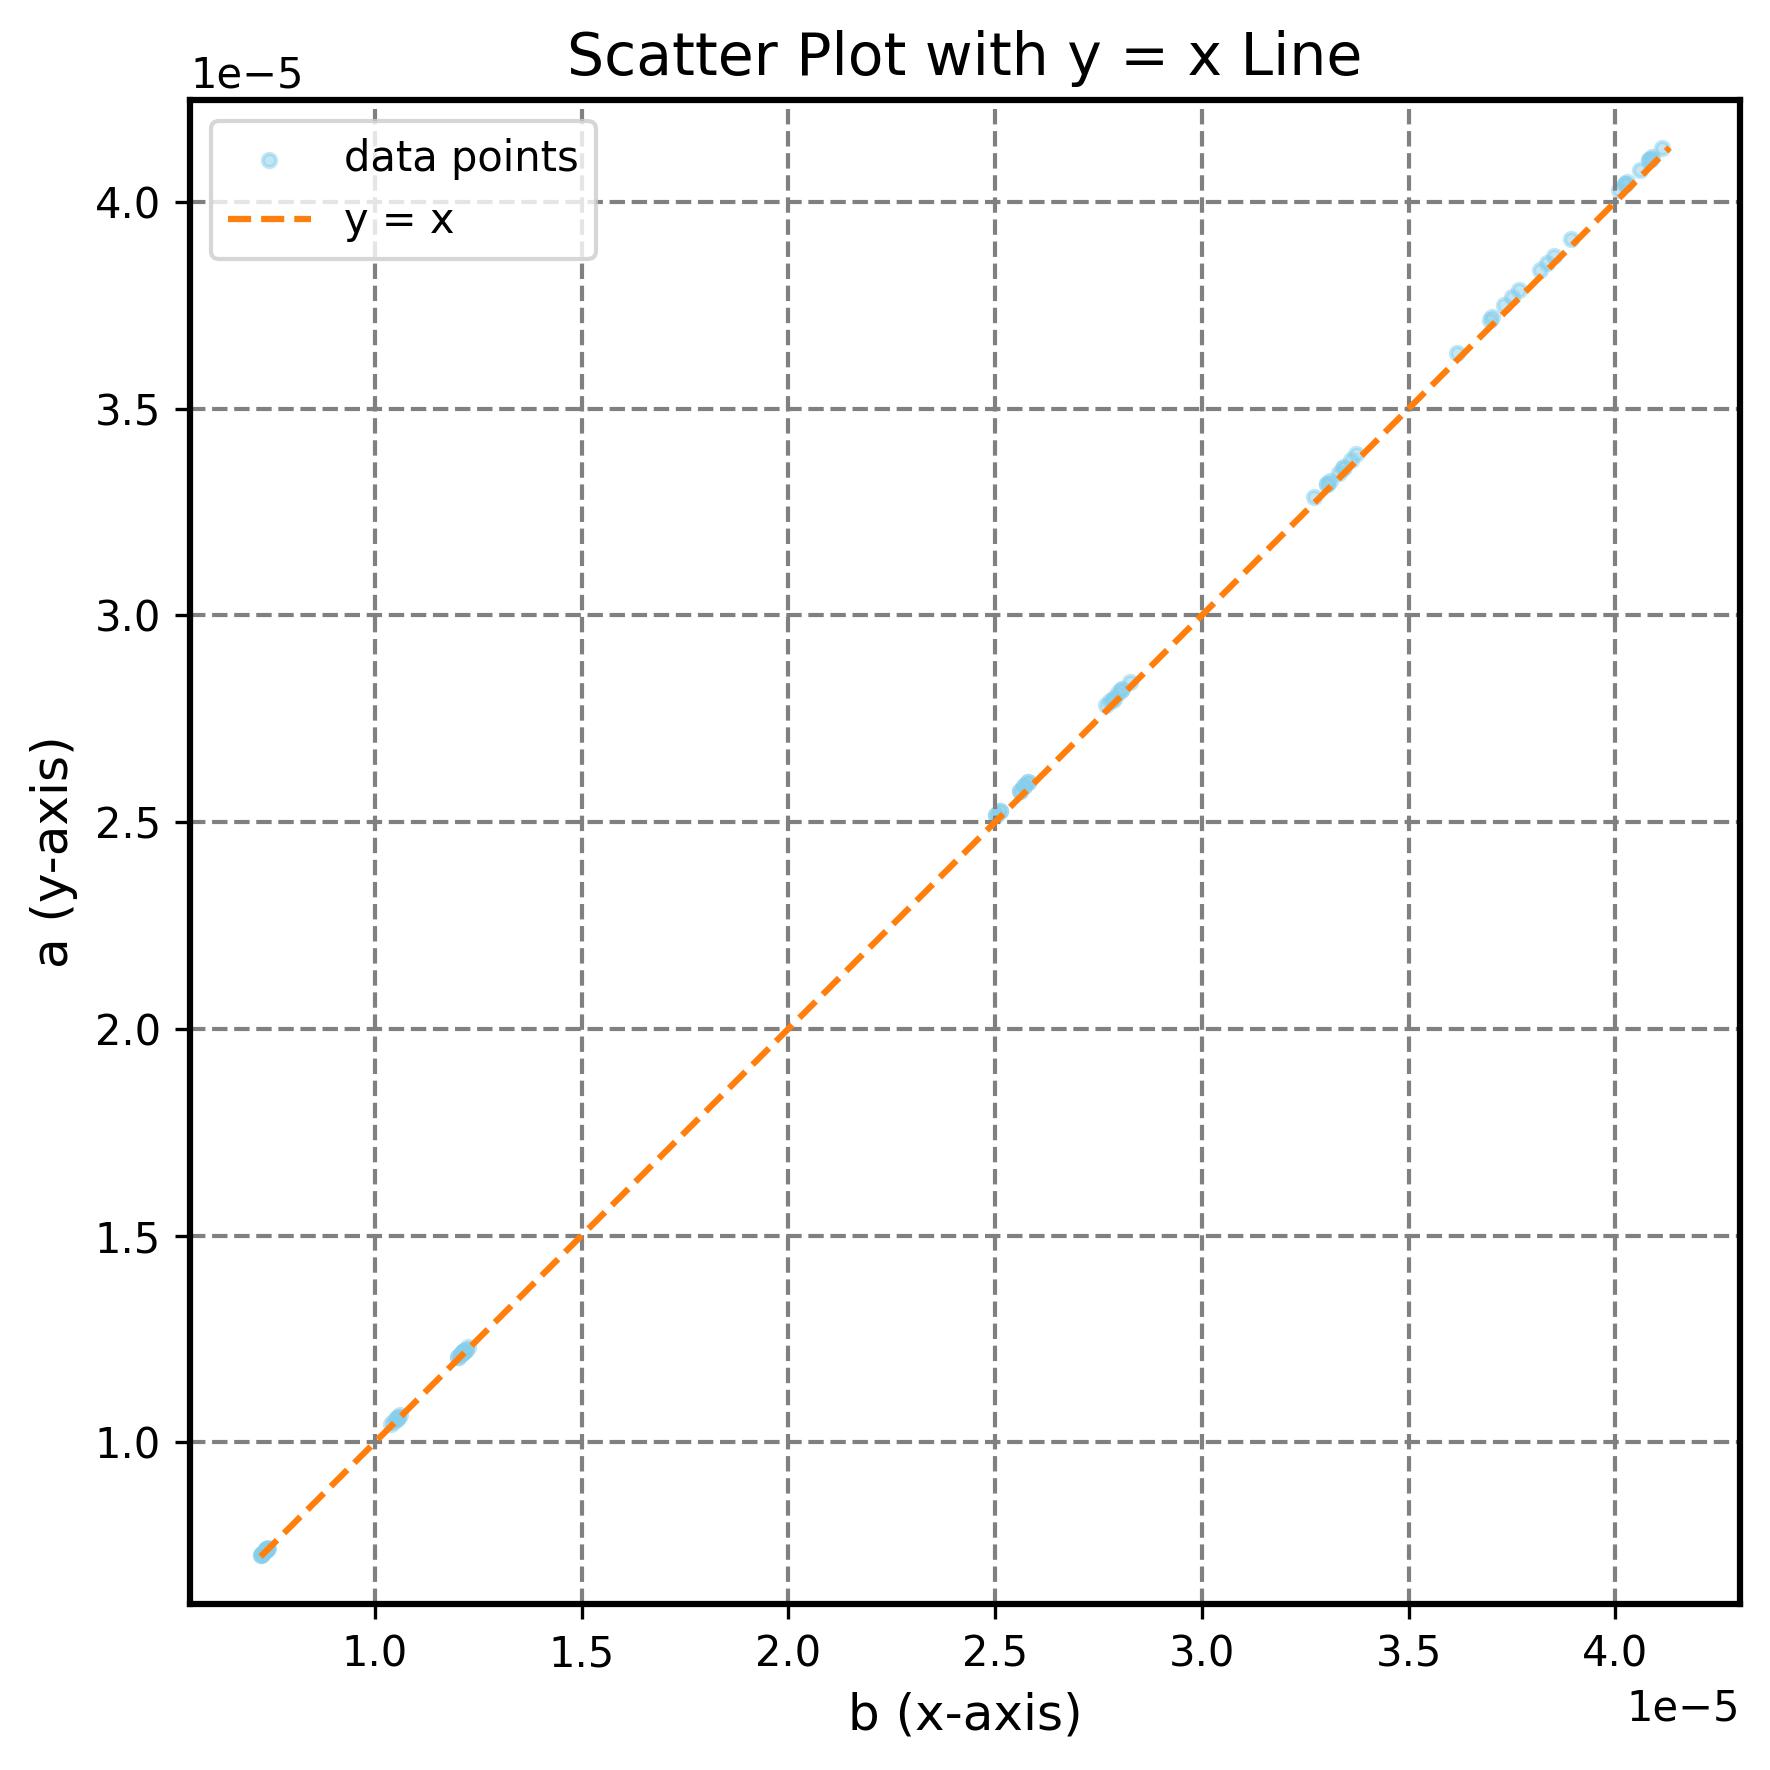 Scatter Plot with y = x Line
1e−5
data points
y = x
4.0
3.5
3.0
2.5
2.0
1.5
1.0
a (y-axis)
1.0 1.5 2.0 2.5 3.0 3.5 4.0
1e−5
b (x-axis)